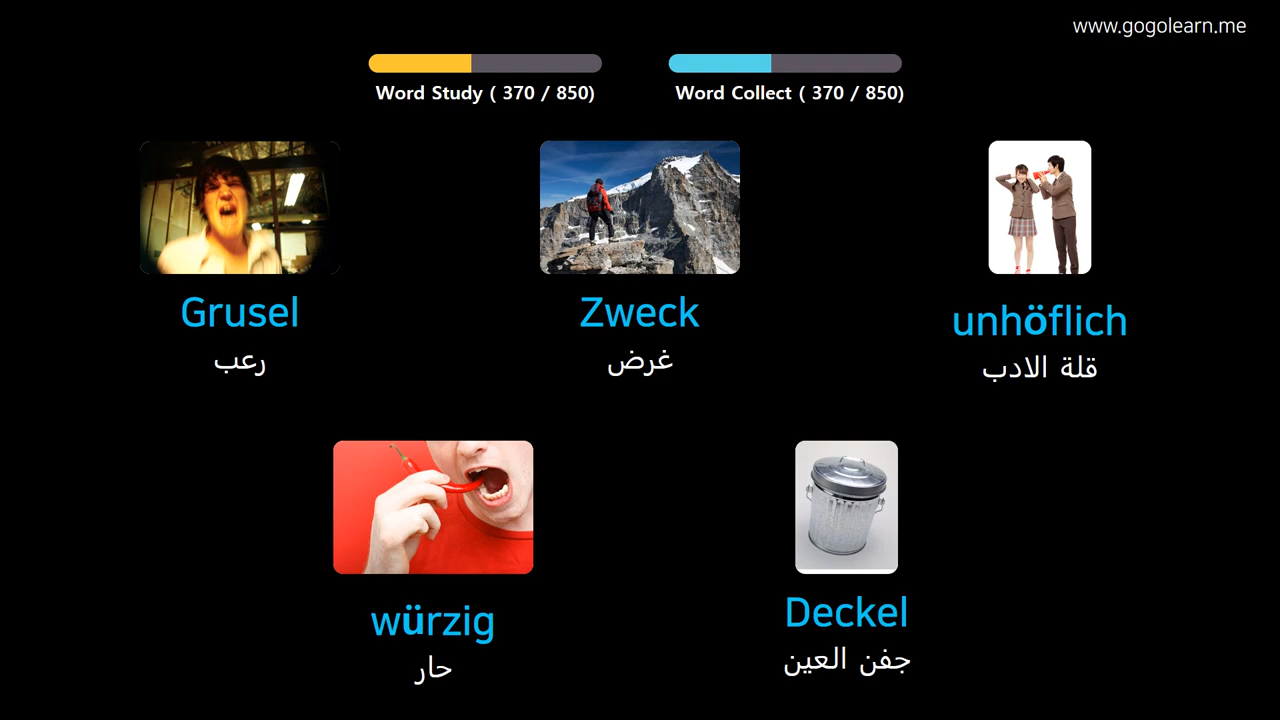 www.gogolearn.me
Word Study ( 370 / 850)
Word Collect ( 370 / 850)
Grusel
رعب
Zweck
غرض
unhöflich
قلة الادب
würzig
حار
Deckel
جفن العين